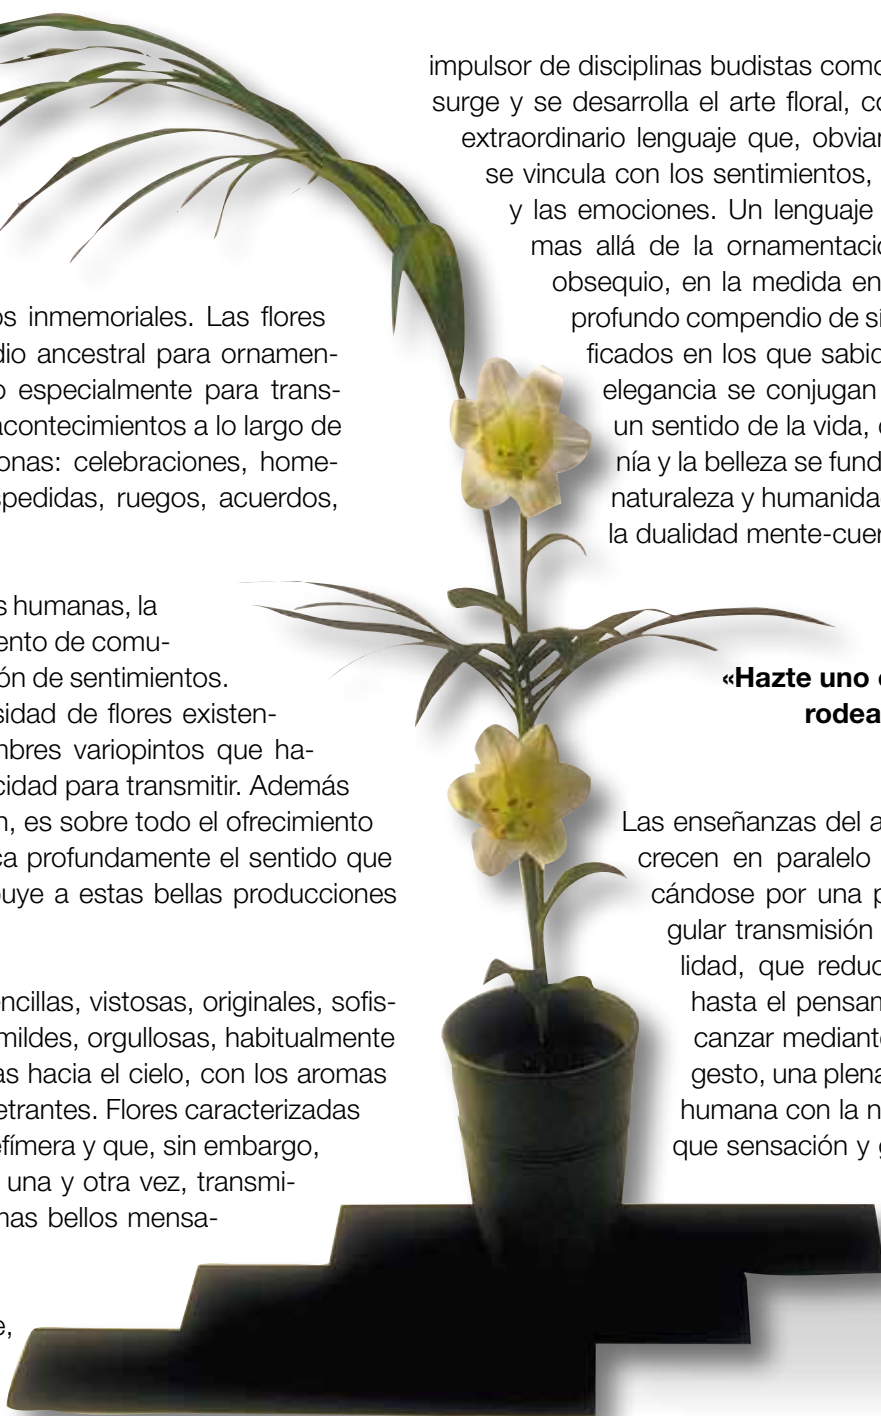 os inmemoriales. Las flores
dio ancestral para ornamen-
o especialmente para trans-
acontecimientos a lo largo de
onas: celebraciones, home-
spedidas, ruegos, acuerdos,
s humanas, la
ento de comu-
ón de sentimientos.
sidad de flores existen-
mbres variopintos que ha-
cidad para transmitir. Además
n, es sobre todo el ofrecimiento
ca profundamente el sentido que
buye a estas bellas producciones
encillas, vistosas, originales, sofis-
mildes, orgullosas, habitualmente
as hacia el cielo, con los aromas
etrantes. Flores caracterizadas
efímera y que, sin embargo,
una y otra vez, transmi-
mas bellos mensa-
e,
impulsor de disciplinas budistas como
surge y se desarrolla el arte floral, co
extraordinario lenguaje que, obviam
se vincula con los sentimientos,
y las emociones. Un lenguaje
mas allá de la ornamentació
obsequio, en la medida en
profundo compendio de sí
ficados en los que sabid
elegancia se conjugan
un sentido de la vida, e
nía y la belleza se fund
naturaleza y humanida
la dualidad mente-cuer
«Hazte uno c
rodea
Las enseñanzas del a
crecen en paralelo
cándose por una p
gular transmisión
lidad, que reduc
hasta el pensam
canzar mediante
gesto, una plena
humana con la n
que sensación y g